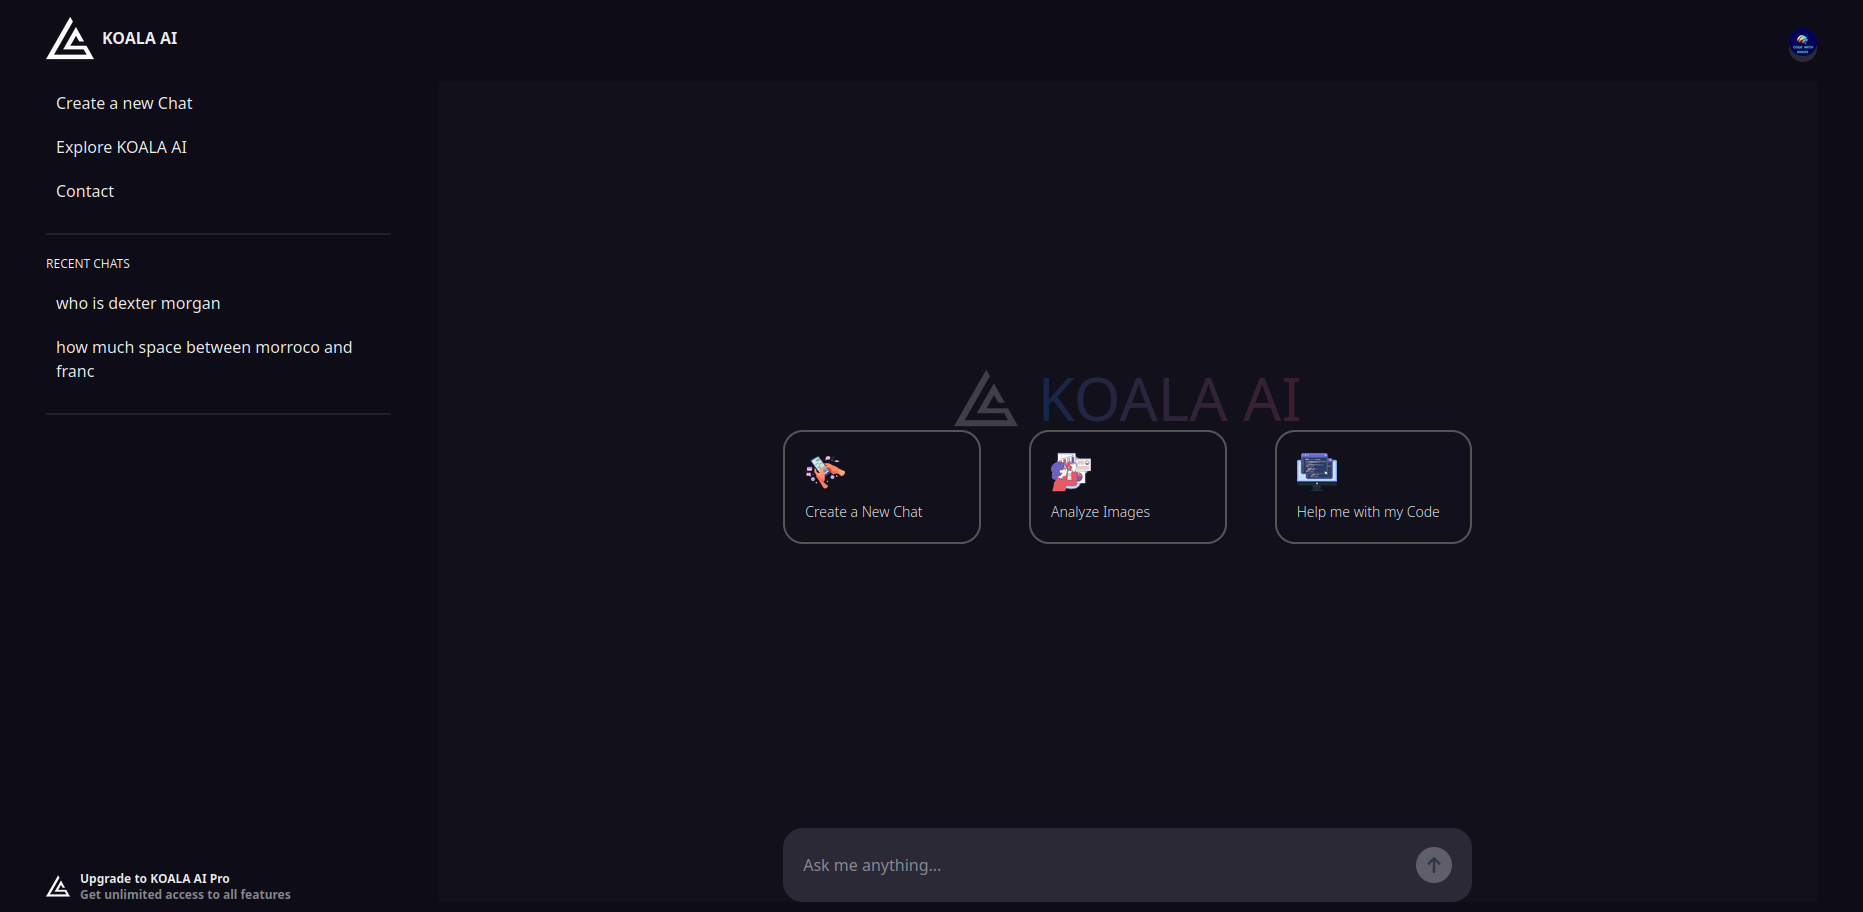 KOALA AI
Create a new Chat
Explore KOALA AI
Contact
RECENT CHATS
who is dexter morgan
how much space between morroco and
franc
Upgrade to KOALA AI Pro
Get unlimited access to all features
KOALA AI
Create a New Chat
Analyze Images
Help me with my Code
Ask me anything...
CODE WITH